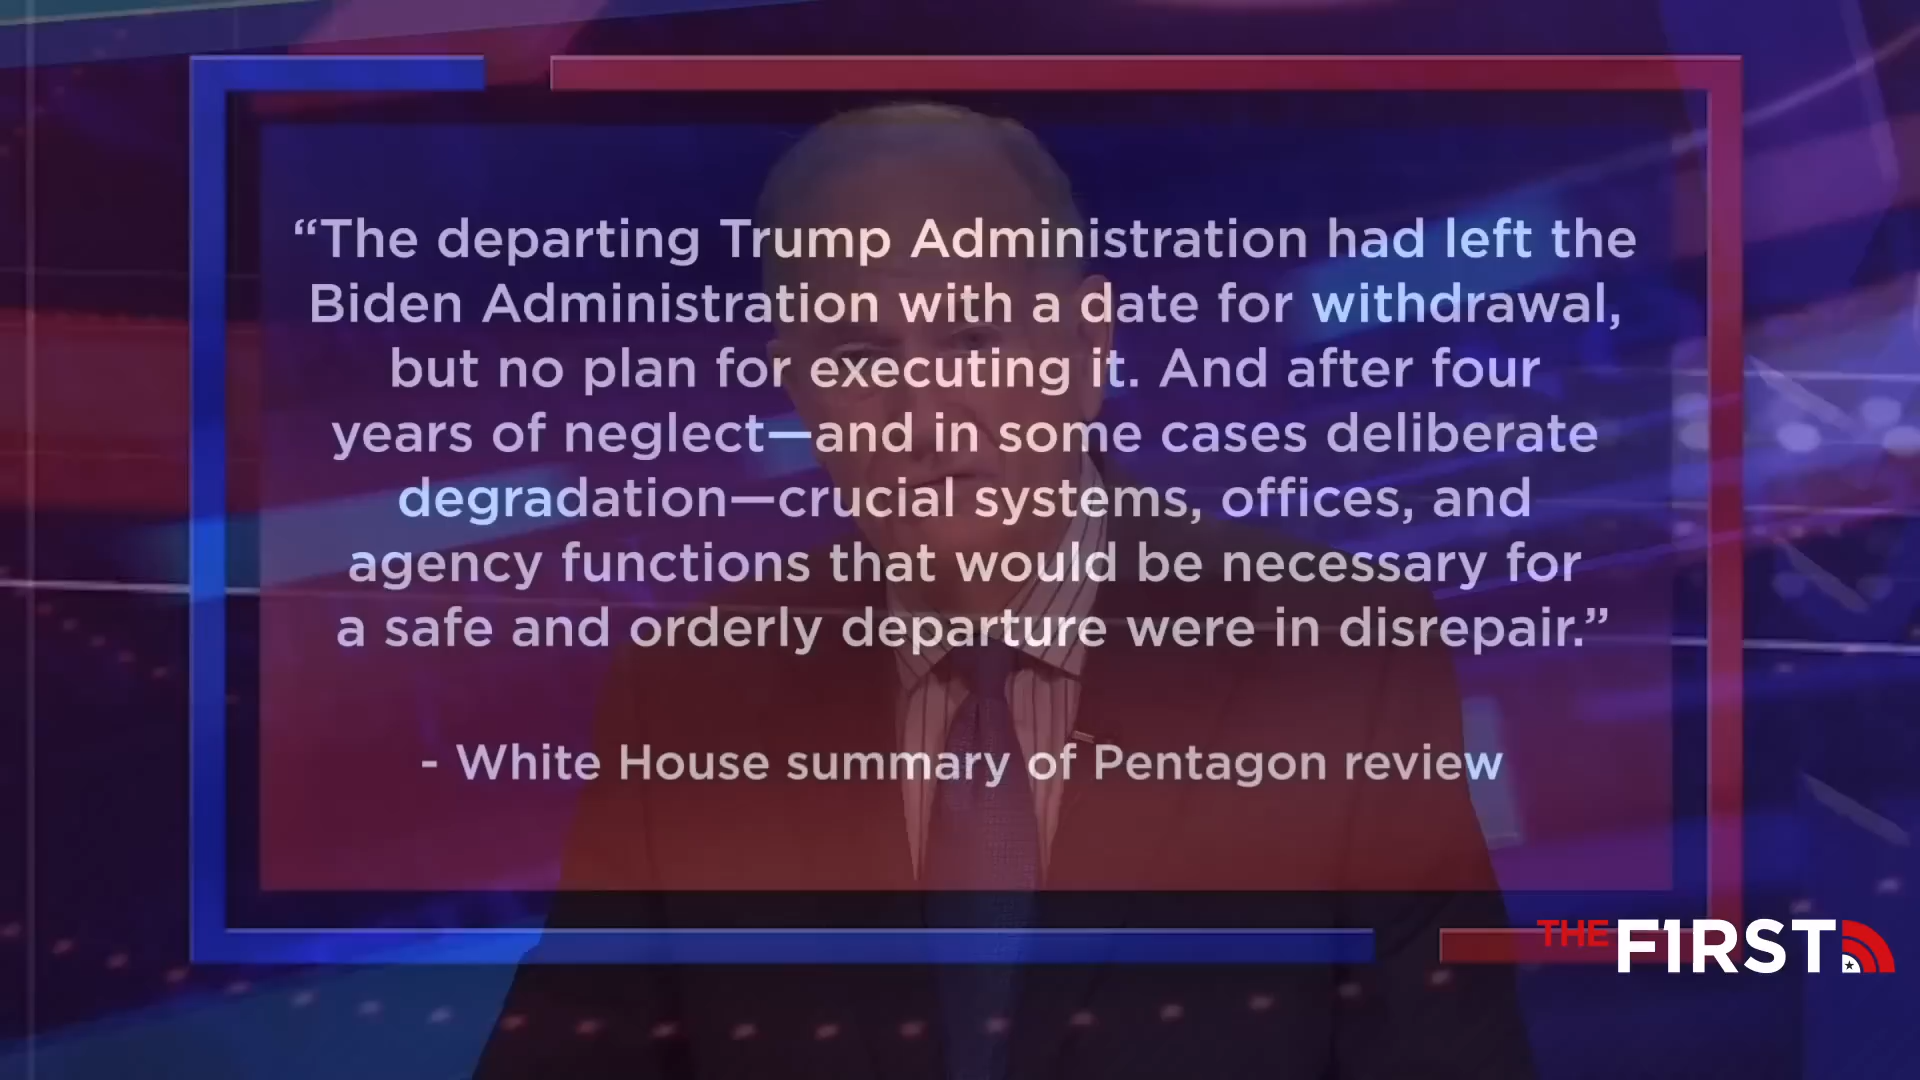 “The departing Trump Administration had left the
Biden Administration with a date for withdrawal,
but no plan for executing it. And after four
years of neglect—and in some cases deliberate
degradation—crucial systems, offices, and
agency functions that would be necessary for
a safe and orderly departure were in disrepair.”
- White House summary of Pentagon review
THE FIRST